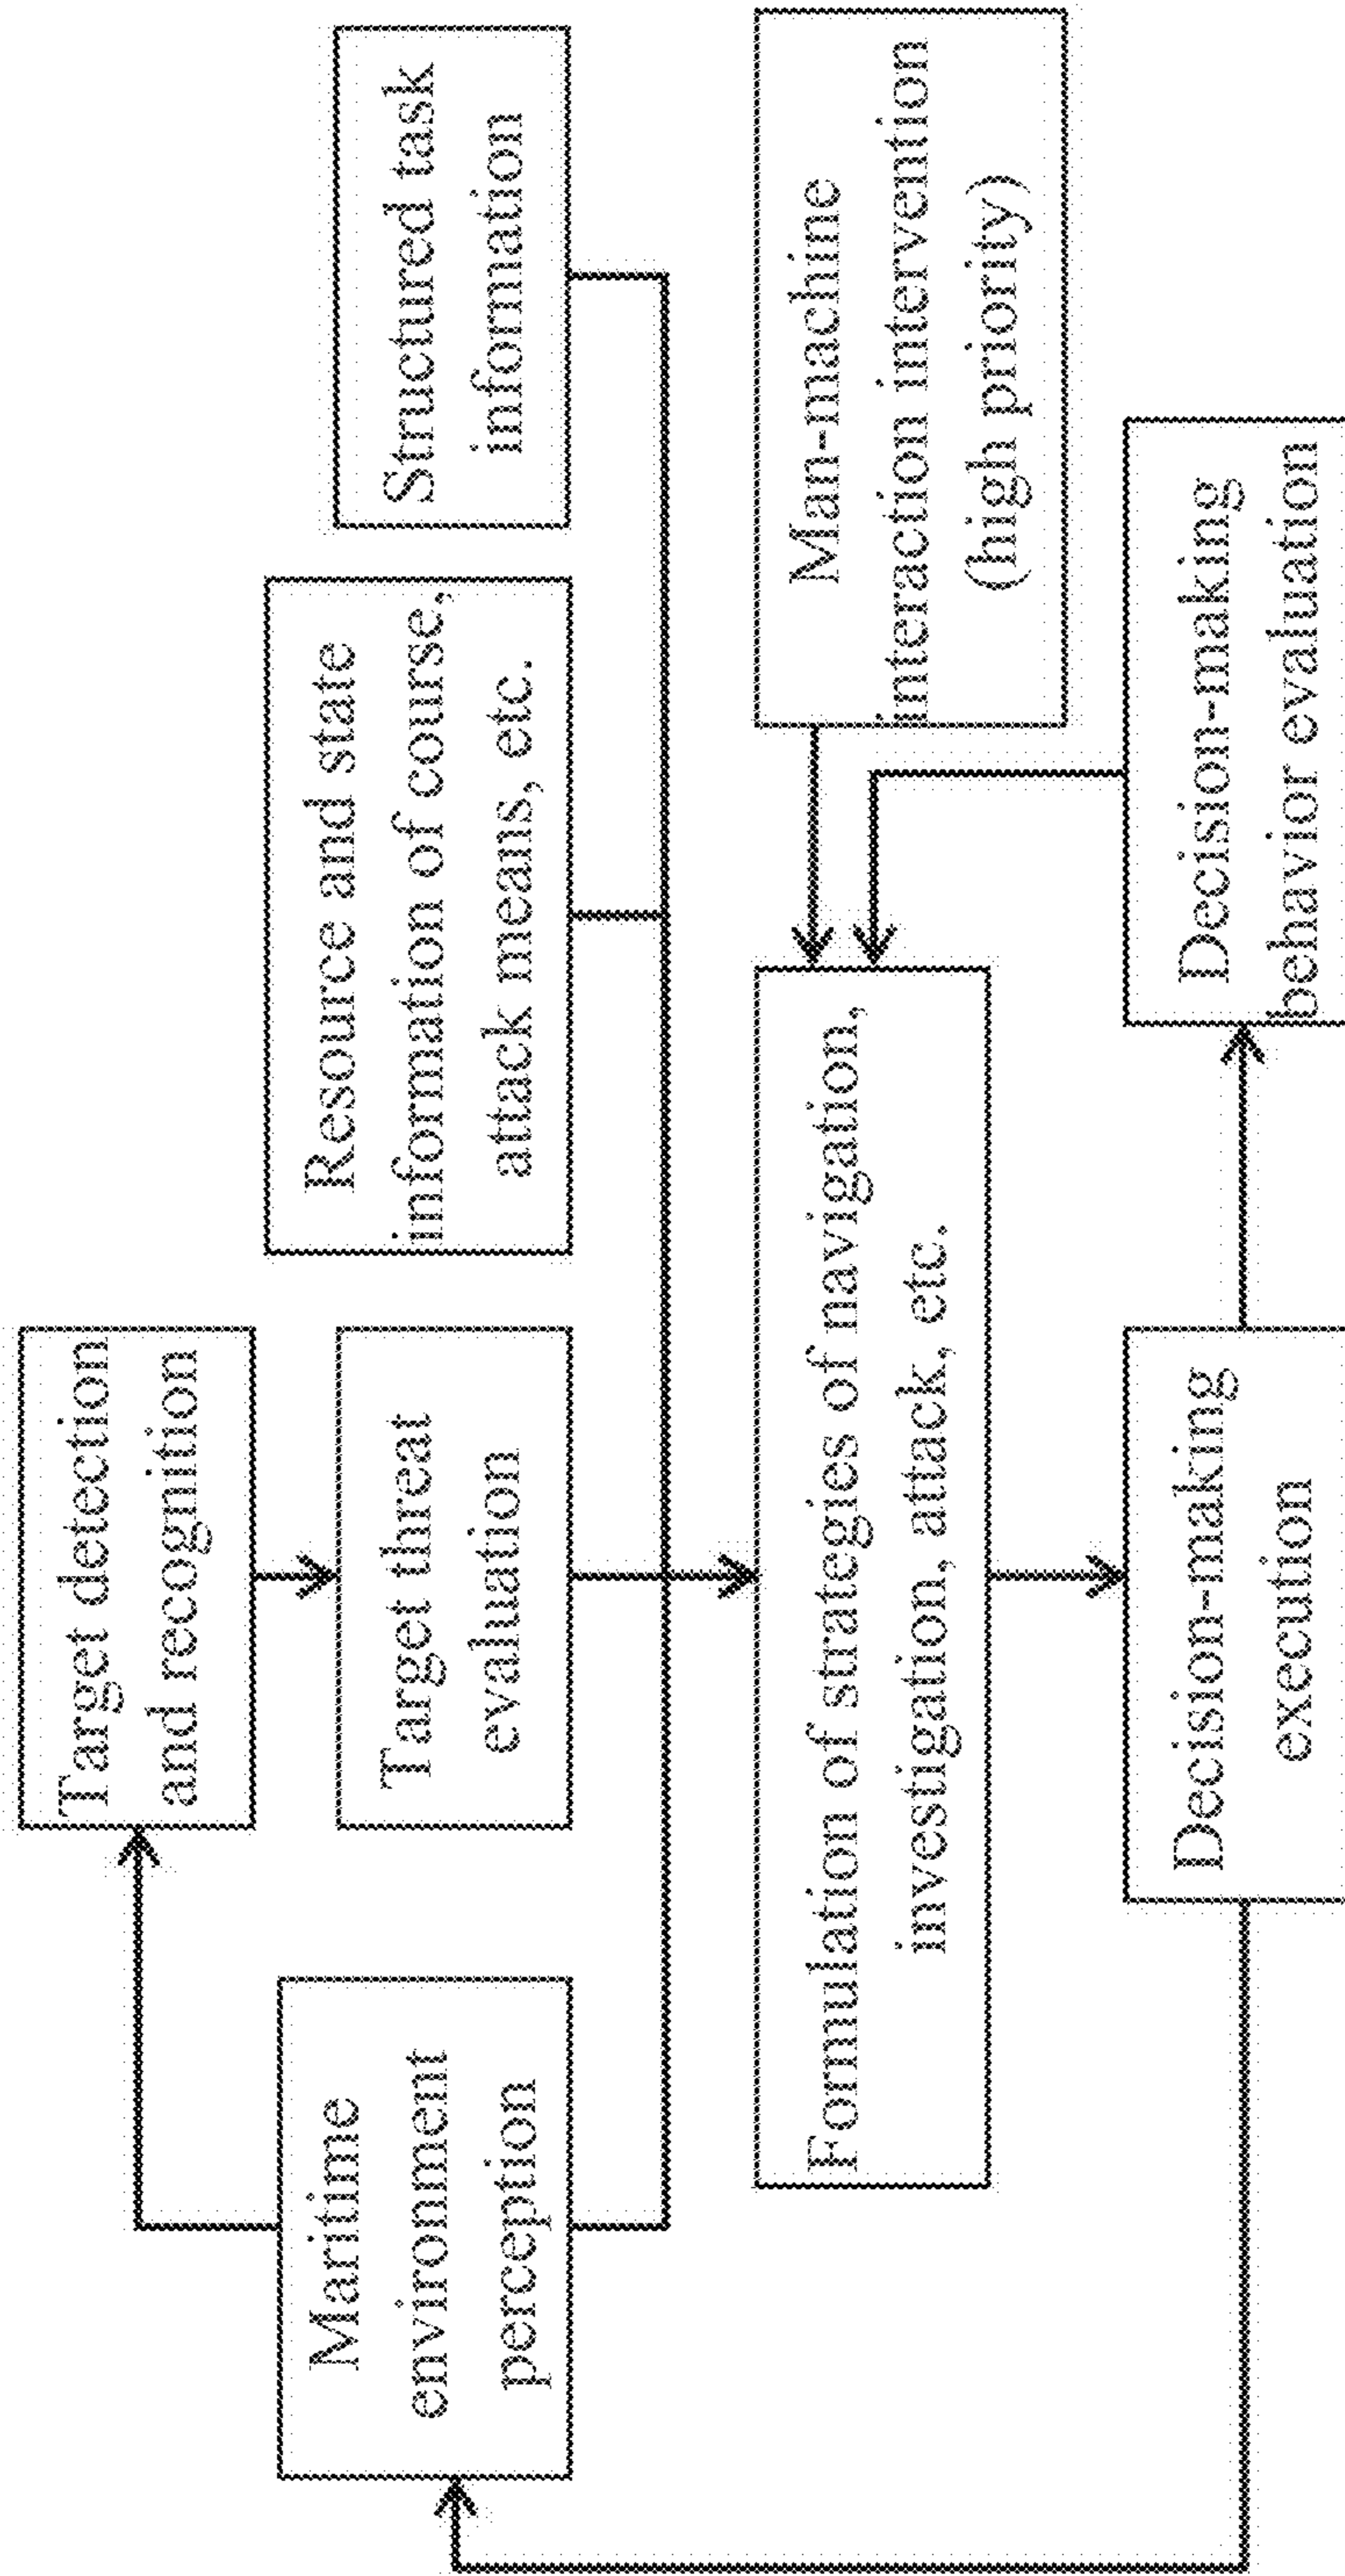 Target detection
and recognition
Maritime
environment
perception
Target threat
evaluation
Resource and state
information of course,
attack means, etc.
Structured task
information
Formulation of strategies of navigation,
investigation, attack, etc.
Man-machine
interaction intervention
(high priority)
Decision-making
execution
Decision-making
behavior evaluation